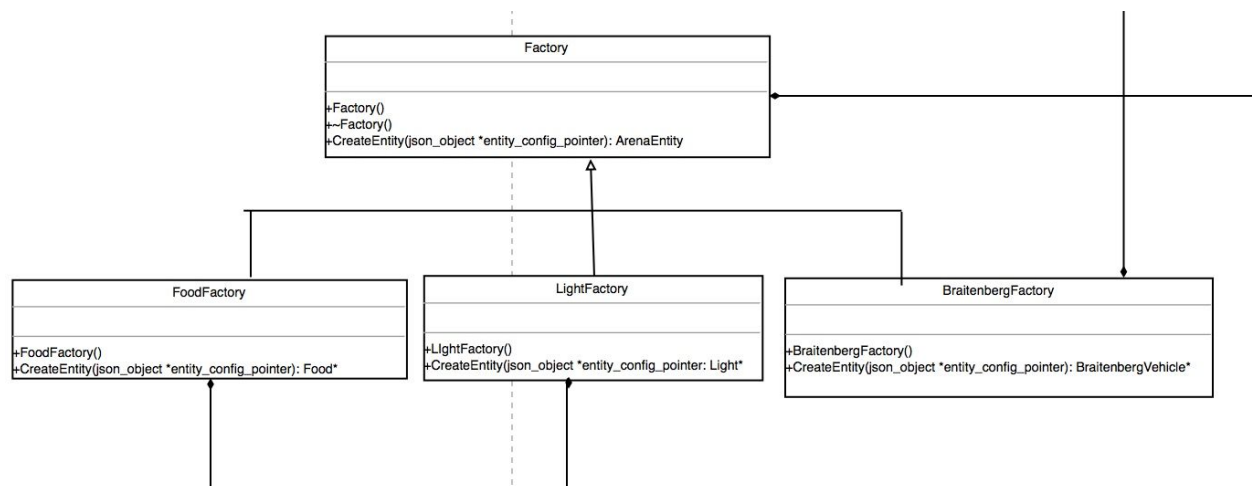 Factory
+Factory()
+~Factory()
+CreateEntity(json_object *entity_config_pointer): ArenaEntity
FoodFactory
+FoodFactory()
+CreateEntity(json_object *entity_config_pointer): Food*
LightFactory
+LIghtFactory()
+CreateEntity(json_object *entity_config_pointer: Light*
BraitenbergFactory
+BraitenbergFactory()
+CreateEntity(json_object *entity_config_pointer): BraitenbergVehicle*